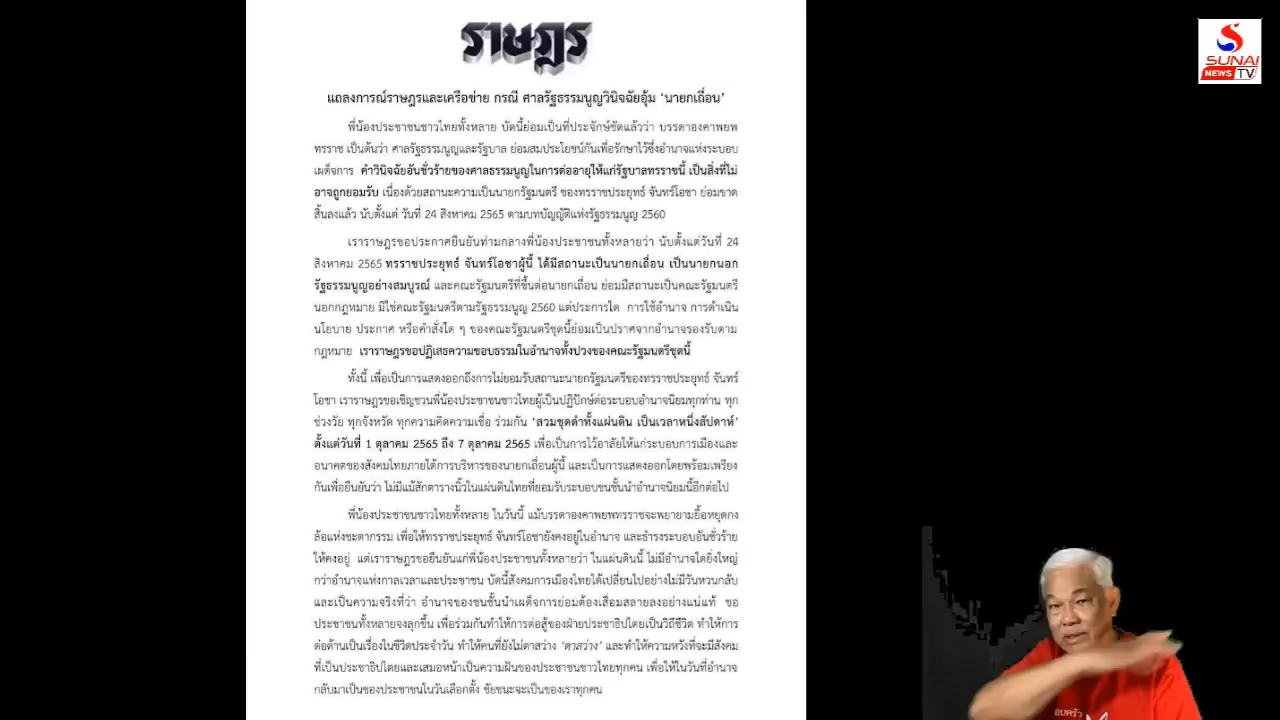 ราษฎร
SUNAI
NEWS TV
แถลงการณ์ราษฎรและเครือข่าย กรณี ศาลรัฐธรรมนูญวินิจฉัยอุ้ม ‘นายกเถื่อน’
พี่น้องประชาชนชาวไทยทั้งหลาย บัดนี้ย่อมเป็นที่ประจักษ์ชัดแล้วว่า บรรดาองคาพยพ
ทรราช เป็นต้นว่า ศาลรัฐธรรมนูญและรัฐบาล ย่อมสมประโยชน์กันเพื่อรักษาไว้ซึ่งอำนาจแห่งระบอบ
เผด็จการ คำวินิจฉัยอันชั่วร้ายของศาลธรรมนูญในการต่ออายุให้แก่รัฐบาลทรราชนี้ เป็นสิ่งที่ไม่
อาจถูกยอมรับ เนื่องด้วยสถานะความเป็นนายกรัฐมนตรี ของทรราชประยุทธ์ จันทร์โอชา ย่อมขาด
สิ้นลงแล้ว นับตั้งแต่ วันที่ 24 สิงหาคม 2565 ตามบทบัญญัติแห่งรัฐธรรมนูญ 2560
เราราษฎรขอประกาศยืนยันท่ามกลางพี่น้องประชาชนทั้งหลายว่า นับตั้งแต่วันที่ 24
สิงหาคม 2565 ทรราชประยุทธ์ จันทร์โอชาผู้นี้ ได้มีสถานะเป็นนายกเถื่อน เป็นนายกนอก
รัฐธรรมนูญอย่างสมบูรณ์ และคณะรัฐมนตรีที่ขึ้นต่อนายกเถื่อน ย่อมมีสถานะเป็นคณะรัฐมนตรี
นอกกฎหมาย มิใช่คณะรัฐมนตรีตามรัฐธรรมนูญ 2560 แต่ประการใด การใช้อำนาจ การดำเนิน
นโยบาย ประกาศ หรือคำสั่งใด ๆ ของคณะรัฐมนตรีชุดนี้ย่อมเป็นปราศจากอำนาจรองรับตาม
กฎหมาย เราราษฎรขอปฏิเสธความชอบธรรมในอำนาจทั้งปวงของคณะรัฐมนตรีชุดนี้
ทั้งนี้ เพื่อเป็นการแสดงออกถึงการไม่ยอมรับสถานะนายกรัฐมนตรีของทรราชประยุทธ์ จันทร์
โอชา เราราษฎรขอเชิญชวนพี่น้องประชาชนชาวไทยผู้เป็นปฏิปักษ์ต่อระบอบอำนาจนิยมทุกท่าน ทุก
ช่วงวัย ทุกจังหวัด ทุกความคิดความเชื่อ ร่วมกัน ‘สวมชุดดำทั้งแผ่นดิน เป็นเวลาหนึ่งสัปดาห์’
ตั้งแต่วันที่ 1 ตุลาคม 2565 ถึง 7 ตุลาคม 2565 เพื่อเป็นการไว้อาลัยให้แก่ระบอบการเมืองและ
อนาคตของสังคมไทยภายใต้การบริหารของนายกเถื่อนผู้นี้ และเป็นการแสดงออกโดยพร้อมเพรียง
กันเพื่อยืนยันว่า ไม่มีแม้สักตารางนิ้วในแผ่นดินไทยที่ยอมรับระบอบชนชั้นนำอำนาจนิยมนี้อีกต่อไป
พี่น้องประชาชนชาวไทยทั้งหลาย ในวันนี้ แม้บรรดาองคาพยพทรราชจะพยายามยื้อหยุดกง
ล้อแห่งชะตากรรม เพื่อให้ทรราชประยุทธ์ จันทร์โอชายังคงอยู่ในอำนาจ และธำรงระบอบอันชั่วร้าย
ให้คงอยู่ แต่เราราษฎรขอยืนยันแก่พี่น้องประชาชนทั้งหลายว่า ในแผ่นดินนี้ ไม่มีอำนาจใดยิ่งใหญ่
กว่าอำนาจแห่งกาลเวลาและประชาชน บัดนี้สังคมการเมืองไทยได้เปลี่ยนไปอย่างไม่มีวันหวนกลับ
และเป็นความจริงที่ว่า อำนาจของชนชั้นนำเผด็จการย่อมต้องเสื่อมสลายลงอย่างแน่แท้ ขอ
ประชาชนทั้งหลายจงลุกขึ้น เพื่อร่วมกันทำให้การต่อสู้ของฝ่ายประชาธิปไตยเป็นวิถีชีวิต ทำให้การ
ต่อต้านเป็นเรื่องในชีวิตประจำวัน ทำให้คนที่ยังไม่ตาสว่าง ‘ตาสว่าง’ และทำให้ความหวังที่จะมีสังคม
ที่เป็นประชาธิปไตยและเสมอหน้าเป็นความฝันของประชาชนชาวไทยทุกคน เพื่อให้ในวันที่อำนาจ
กลับมาเป็นของประชาชนในวันเลือกตั้ง ชัยชนะจะเป็นของเราทุกคน
อบครัว